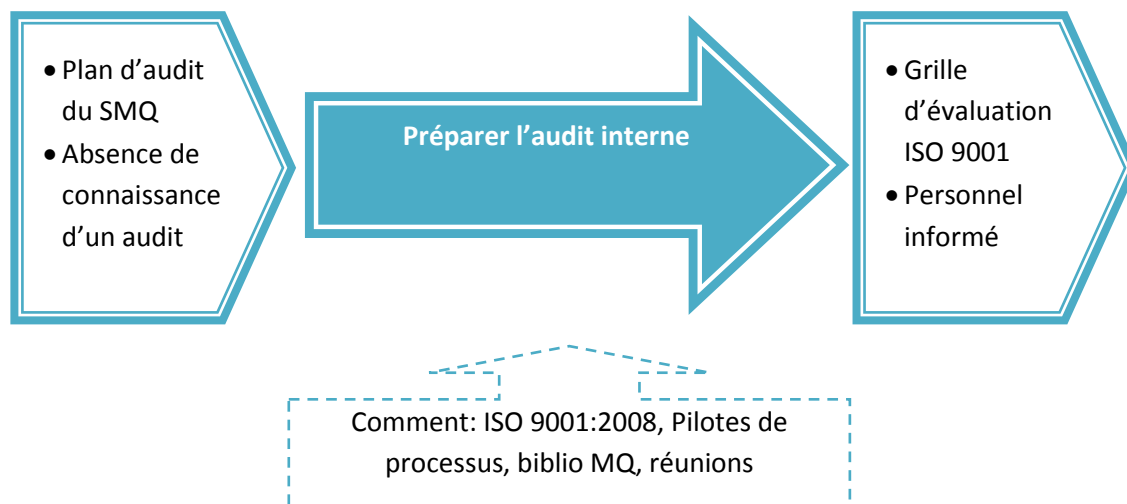 • Plan d’audit
du SMQ
• Absence de
connaissance
d’un audit
Préparer l’audit interne
• Grille
d’évaluation
ISO 9001
• Personnel
informé
Comment: ISO 9001:2008, Pilotes de
processus, biblio MQ, réunions